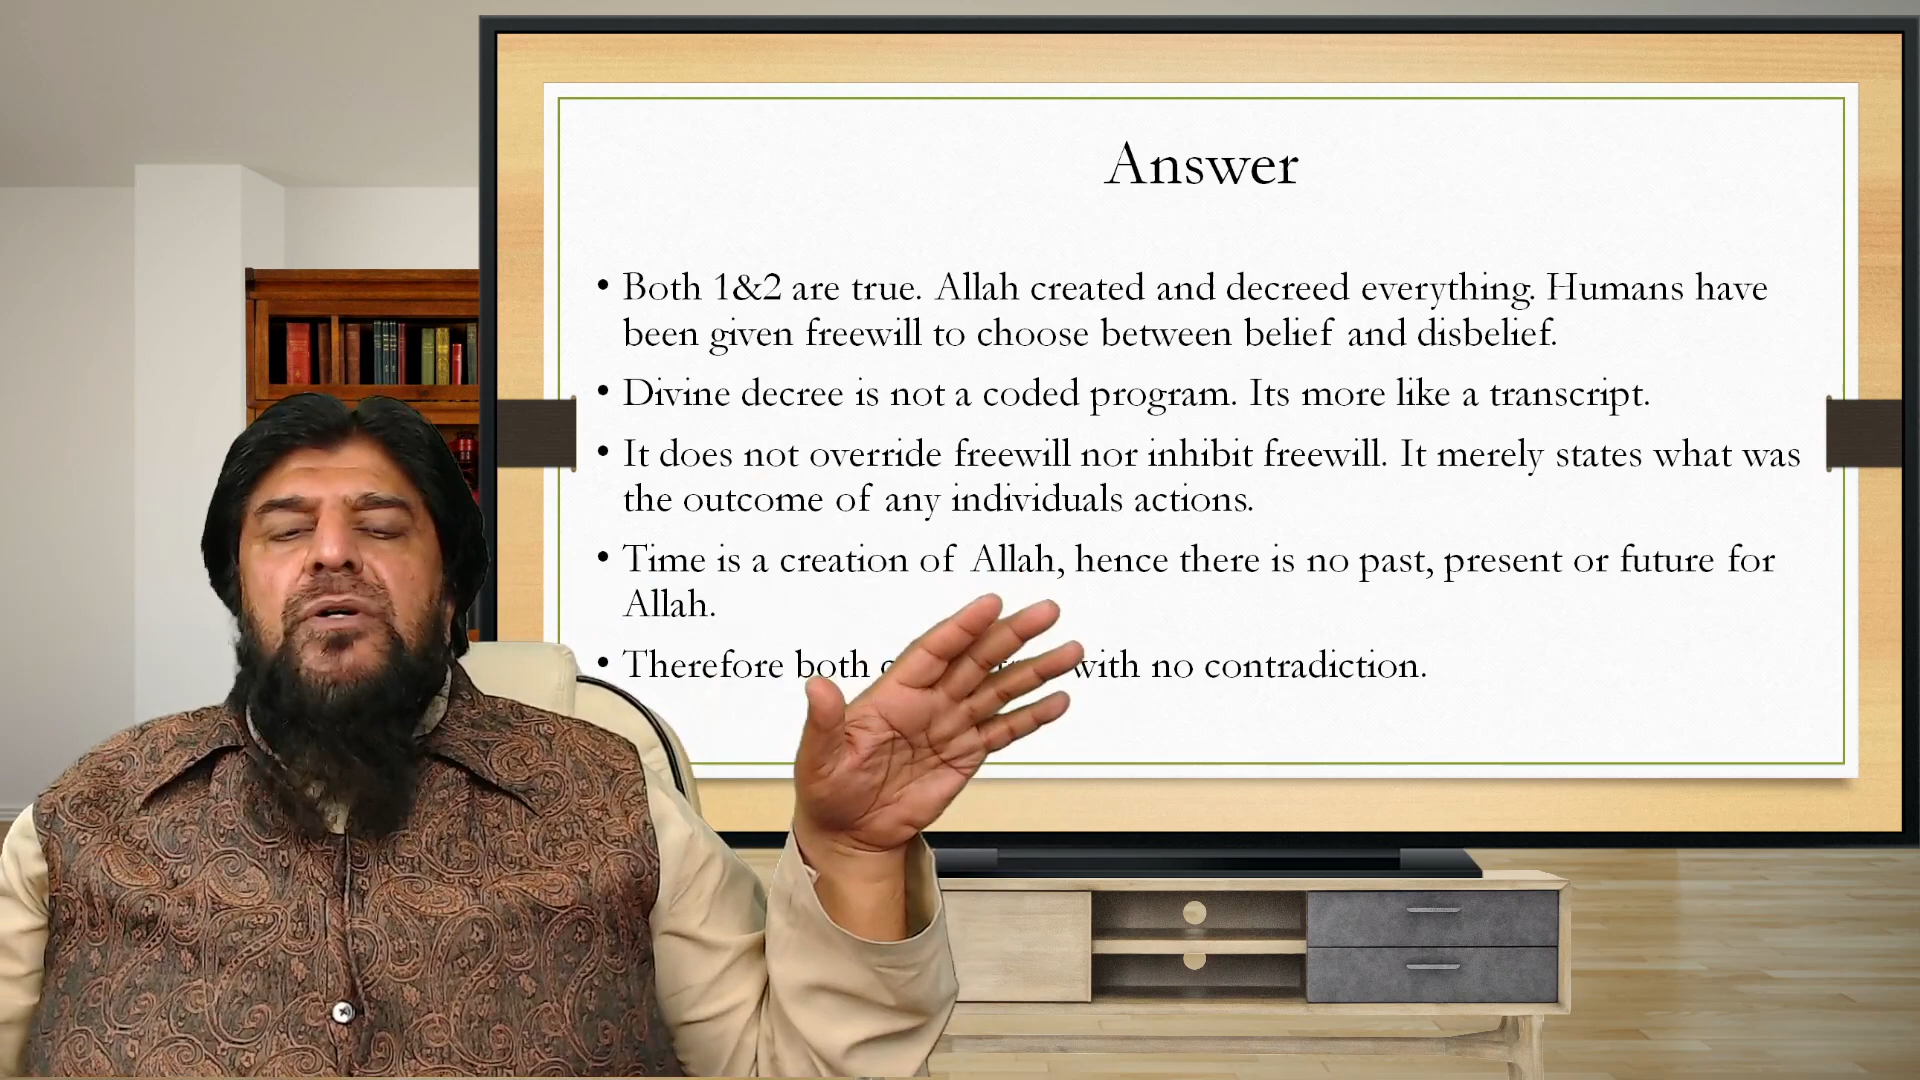 Answer
• Both 1&2 are true. Allah created and decreed everything. Humans have
been given freewill to choose between belief and disbelief.
• Divine decree is not a coded program. Its more like a transcript.
• It does not override freewill nor inhibit freewill. It merely states what was
the outcome of any individuals actions.
• Time is a creation of Allah, hence there is no past, present or future for
Allah.
• Therefore both with no contradiction.